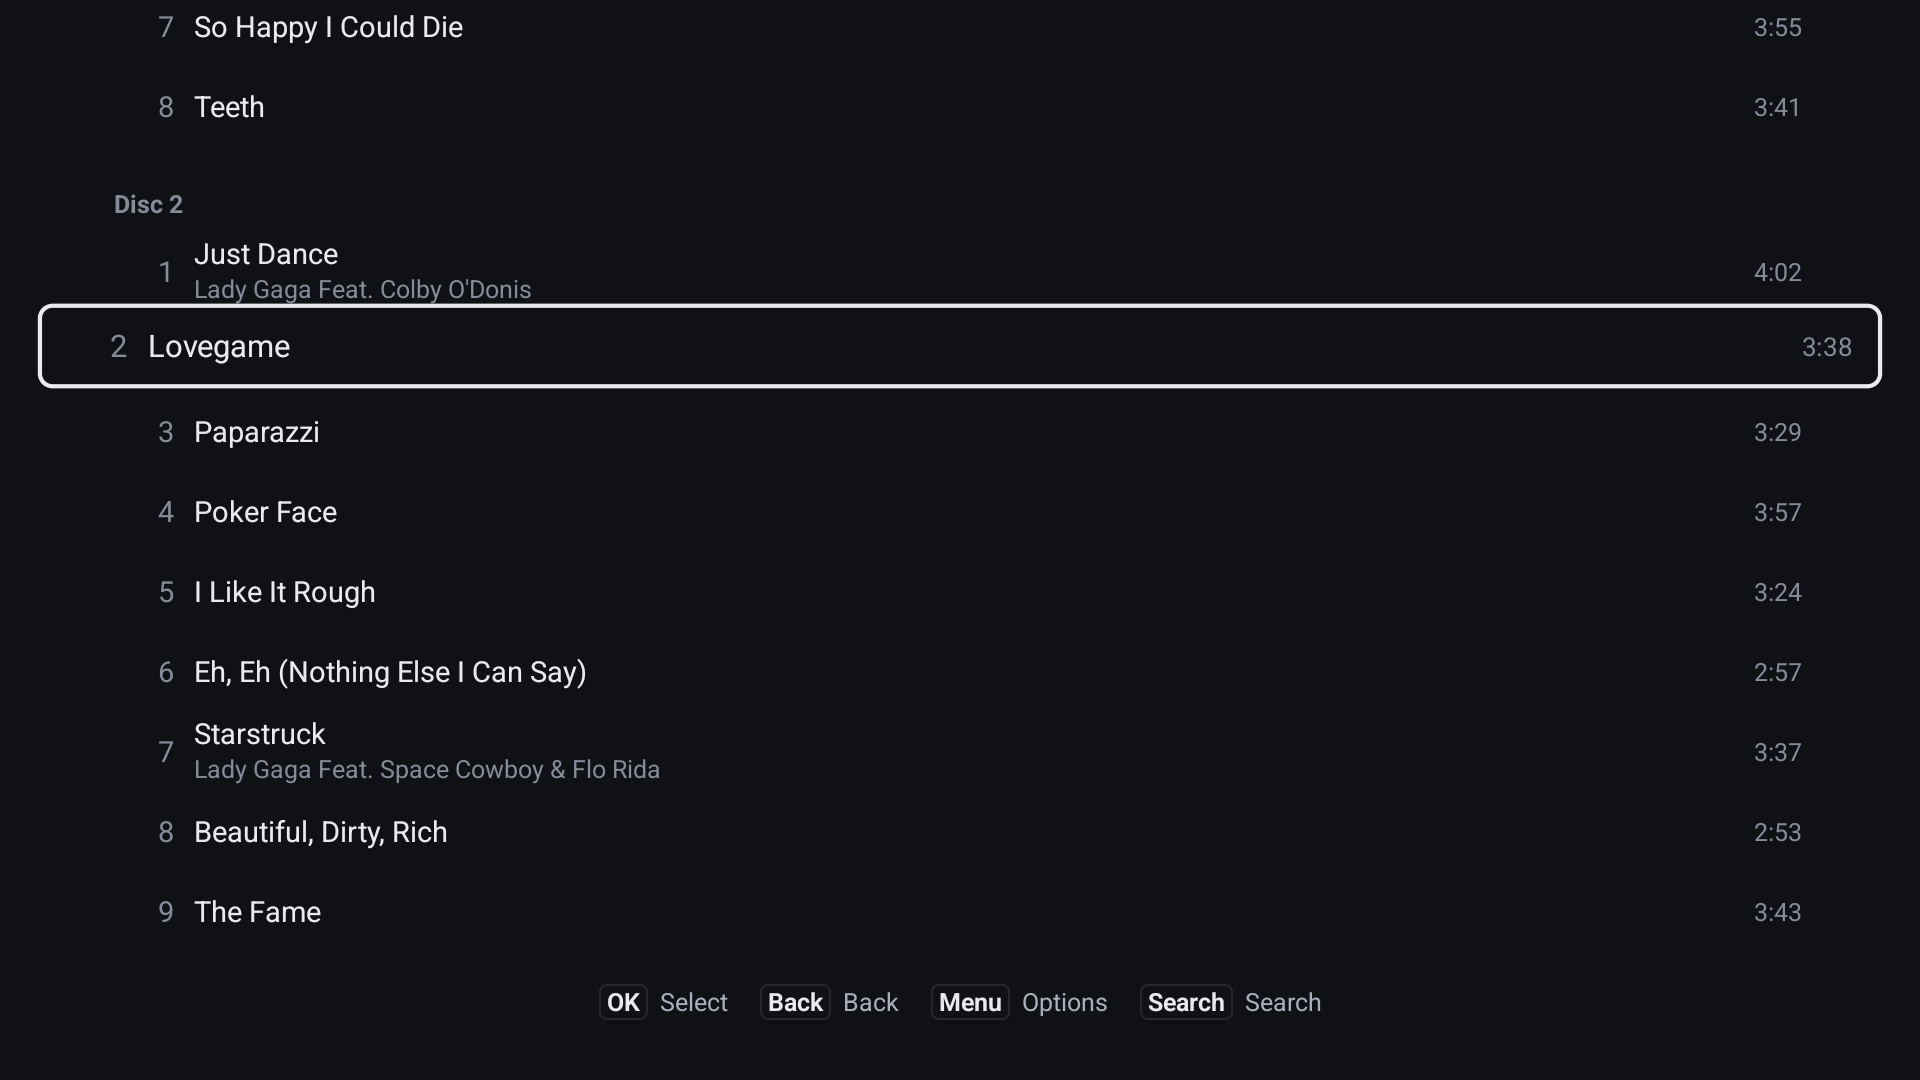 7 So Happy I Could Die 3:55
8 Teeth 3:41
Disc 2
1 Just Dance 4:02
Lady Gaga Feat. Colby O'Donis
2 Lovegame 3:38
3 Paparazzi 3:29
4 Poker Face 3:57
5 I Like It Rough 3:24
6 Eh, Eh (Nothing Else I Can Say) 2:57
7 Starstruck 3:37
Lady Gaga Feat. Space Cowboy & Flo Rida
8 Beautiful, Dirty, Rich 2:53
9 The Fame 3:43
OK Select Back Back Menu Options Search Search